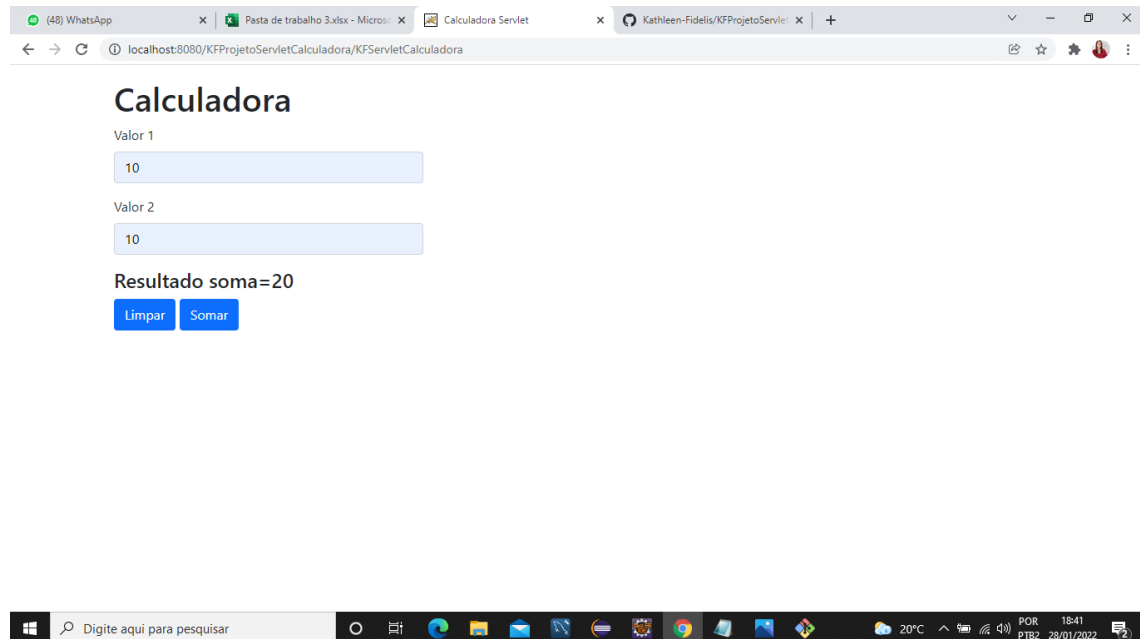 (48) WhatsApp
Pasta de trabalho 3.xlsx - Microsc
Calculadora Servlet
Kathleen-Fidelis/KFProjetoServlet
localhost:8080/KFProjetoServletCalculadora/KFServletCalculadora
Calculadora
Valor 1
10
Valor 2
10
Resultado soma=20
Limpar Somar
Digite aqui para pesquisar
20°C
POR 18:41
PTB2 28/01/2022